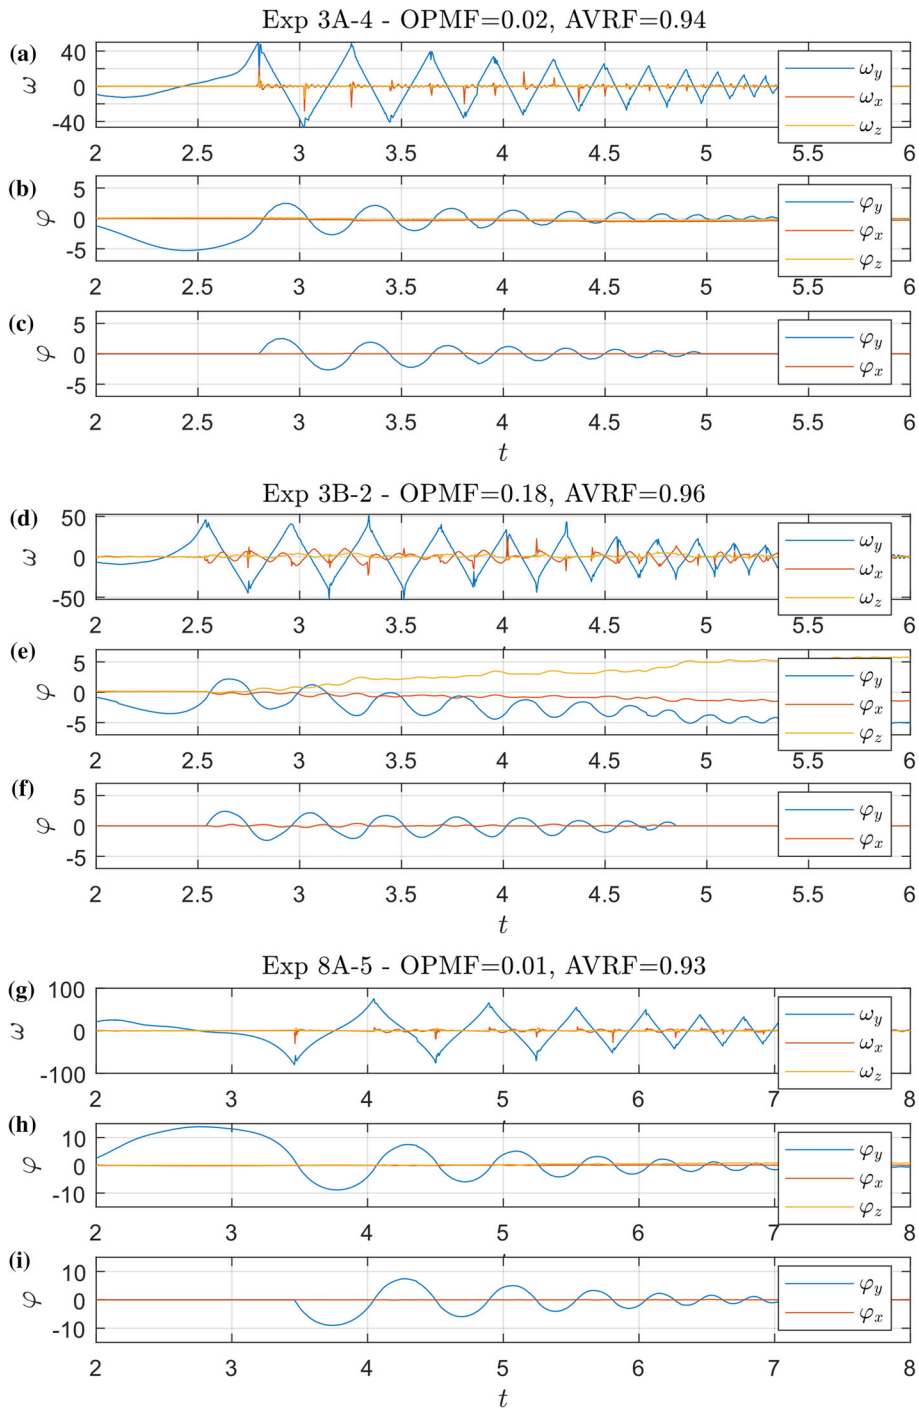 Exp 3A-4 - OPMF=0.02, AVRF=0.94
(a)
ω
40
0
-40
ω_y
ω_x
ω_z
2 2.5 3 3.5 4 4.5 5 5.5 6
(b)
φ
5
0
-5
φ_y
φ_x
φ_z
2 2.5 3 3.5 4 4.5 5 5.5 6
(c)
φ
5
0
-5
φ_y
φ_x
2 2.5 3 3.5 4 4.5 5 5.5 6
t
Exp 3B-2 - OPMF=0.18, AVRF=0.96
(d)
ω
50
0
-50
ω_y
ω_x
ω_z
2 2.5 3 3.5 4 4.5 5 5.5 6
(e)
φ
5
0
-5
φ_y
φ_x
φ_z
2 2.5 3 3.5 4 4.5 5 5.5 6
(f)
φ
5
0
-5
φ_y
φ_x
2 2.5 3 3.5 4 4.5 5 5.5 6
t
Exp 8A-5 - OPMF=0.01, AVRF=0.93
(g)
ω
100
0
-100
ω_y
ω_x
ω_z
2 3 4 5 6 7 8
(h)
φ
10
0
-10
φ_y
φ_x
φ_z
2 3 4 5 6 7 8
(i)
φ
10
0
-10
φ_y
φ_x
2 3 4 5 6 7 8
t